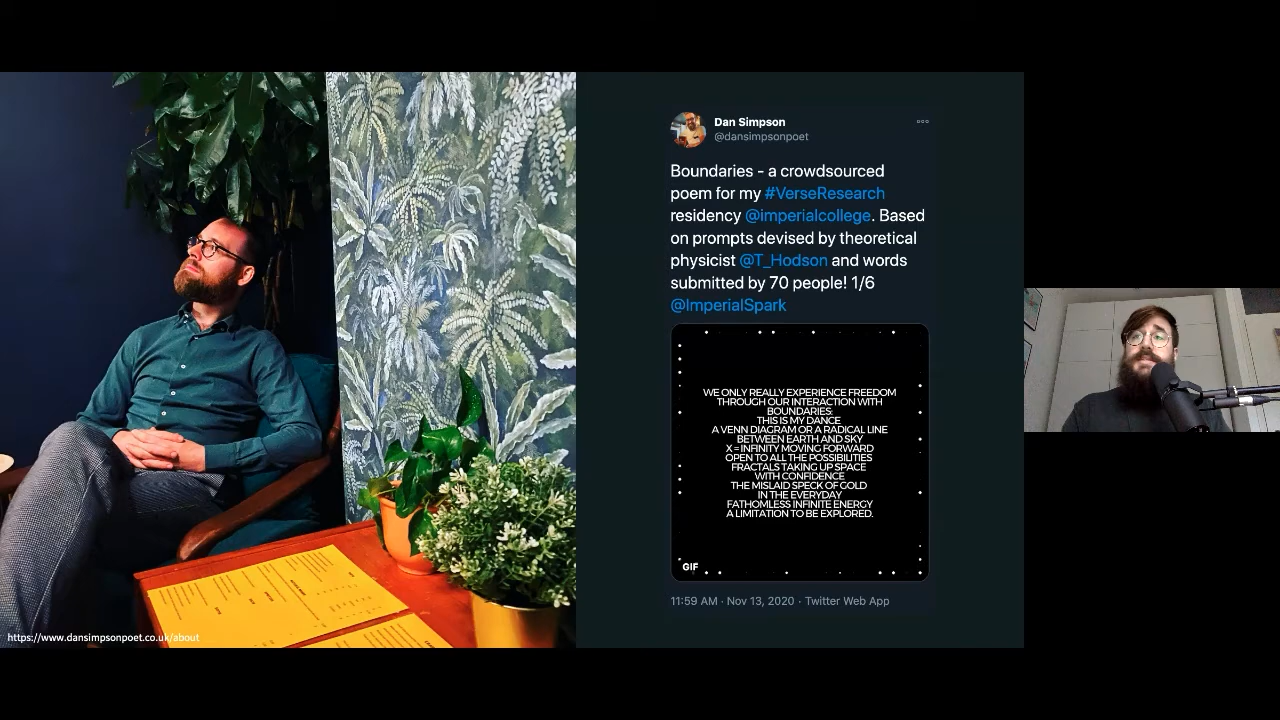 Dan Simpson
@dansimpsonpoet
Boundaries - a crowdsourced
poem for my #VerseResearch
residency @imperialcollege. Based
on prompts devised by theoretical
physicist @T_Hodson and words
submitted by 70 people! 1/6
@ImperialSpark
WE ONLY REALLY EXPERIENCE FREEDOM
THROUGH OUR INTERACTION WITH
BOUNDARIES:
THIS IS MY DANCE
A VENN DIAGRAM OR A RADICAL LINE
BETWEEN EARTH AND SKY
X = INFINITY MOVING FORWARD
OPEN TO ALL THE POSSIBILITIES
FRACTALS TAKING UP SPACE
WITH CONFIDENCE
THE MISLAID SPECK OF GOLD
IN THE EVERYDAY
FATHOMLESS INFINITE ENERGY
A LIMITATION TO BE EXPLORED.
GIF
11:59 AM · Nov 13, 2020 · Twitter Web App
https://www.dansimpsonpoet.co.uk/about